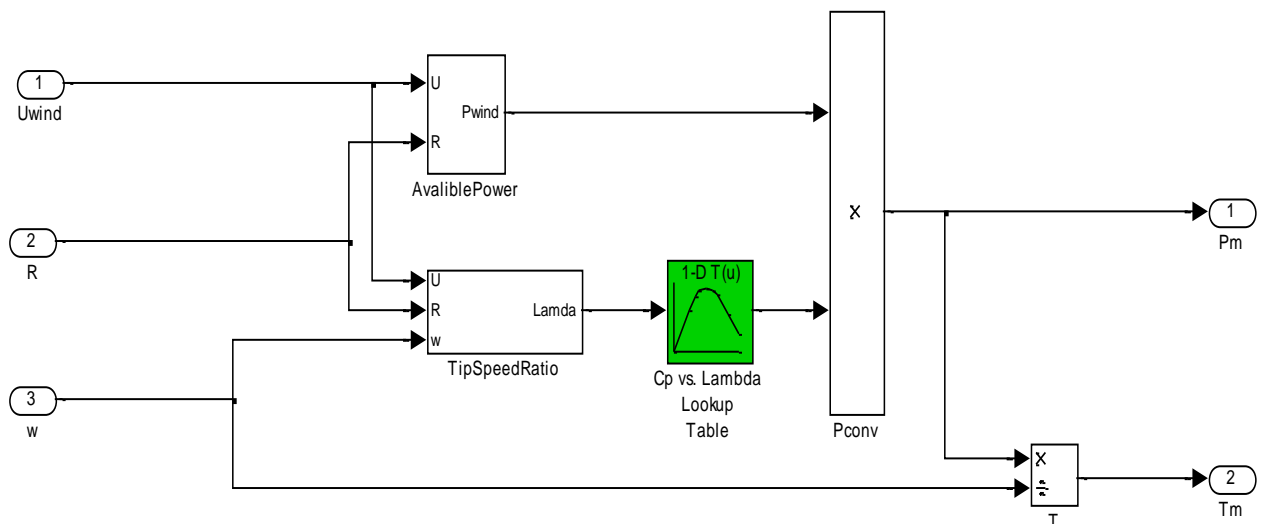 1
Uwind
U
R
Pwind
AvaliblePower
2
R
U
R
w
Lamda
TipSpeedRatio
1-D T(u)
Cp vs. Lambda
Lookup
Table
X
Pconv
1
Pm
3
w
X
÷
T
2
Tm